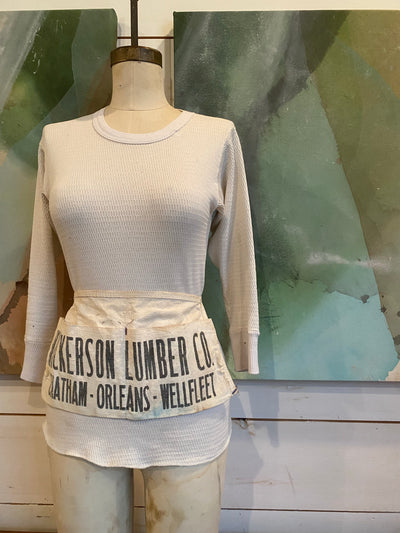 CKERSON LUMBER CO.
ATHAM - ORLEANS - WELLFLEET